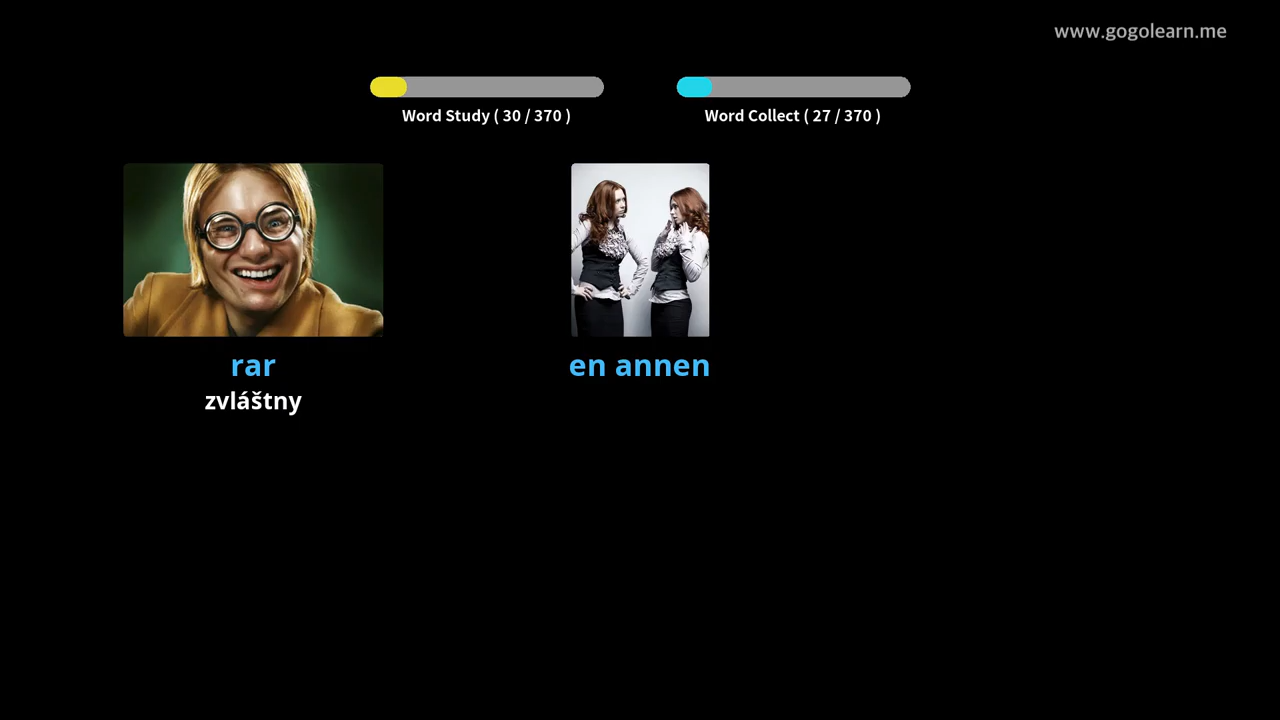 www.gogolearn.me
Word Study ( 30 / 370 )
Word Collect ( 27 / 370 )
rar
zvláštny
en annen